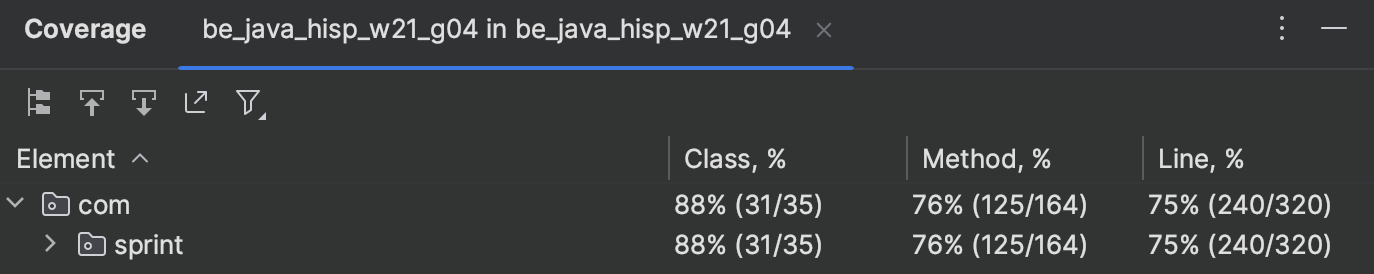 Coverage be_java_hisp_w21_g04 in be_java_hisp_w21_g04
Element Class, % Method, % Line, %
com 88% (31/35) 76% (125/164) 75% (240/320)
sprint 88% (31/35) 76% (125/164) 75% (240/320)